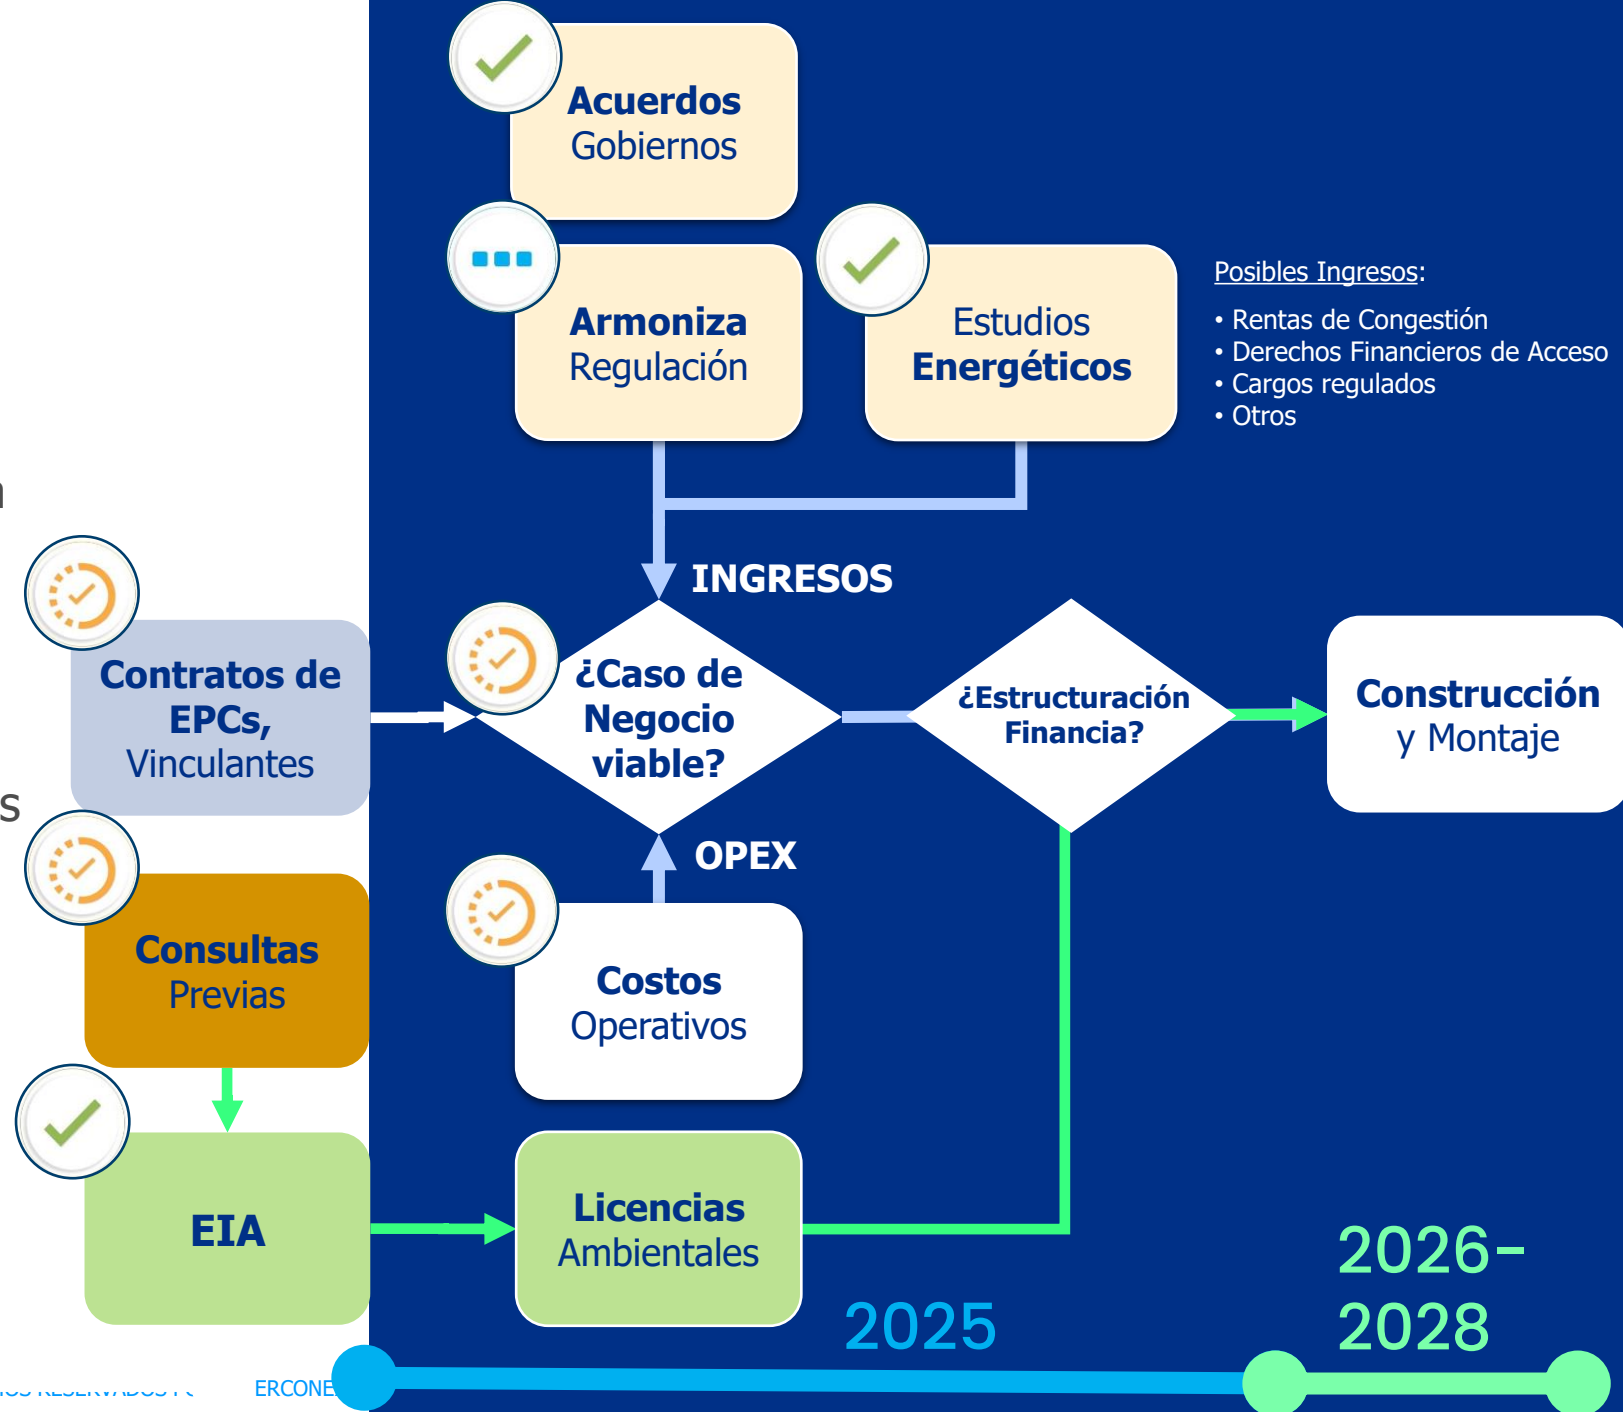 Acuerdos
Gobiernos
Armoniza
Regulación
Estudios
Energéticos
Posibles Ingresos:
• Rentas de Congestión
• Derechos Financieros de Acceso
• Cargos regulados
• Otros
INGRESOS
Contratos de
EPCs,
Vinculantes
¿Caso de
Negocio
viable?
¿Estructuración
Financia?
Construcción
y Montaje
s
OPEX
Consultas
Previas
Costos
Operativos
EIA
Licencias
Ambientales
2025
2026-
2028
ERCONE